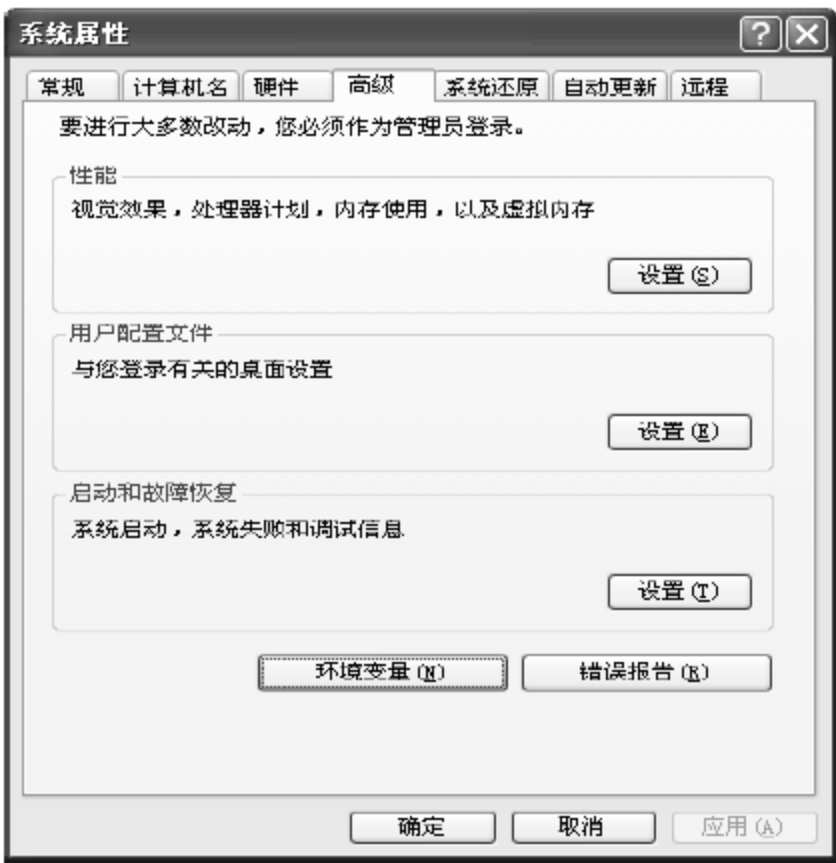 系统属性
常规 计算机名 硬件 高级 系统还原 自动更新 远程
要进行大多数改动，您必须作为管理员登录。
性能
视觉效果，处理器计划，内存使用，以及虚拟内存
设置(S)
用户配置文件
与您登录有关的桌面设置
设置(E)
启动和故障恢复
系统启动，系统失败和调试信息
设置(T)
环境变量(N) 错误报告(R)
确定 取消 应用(A)